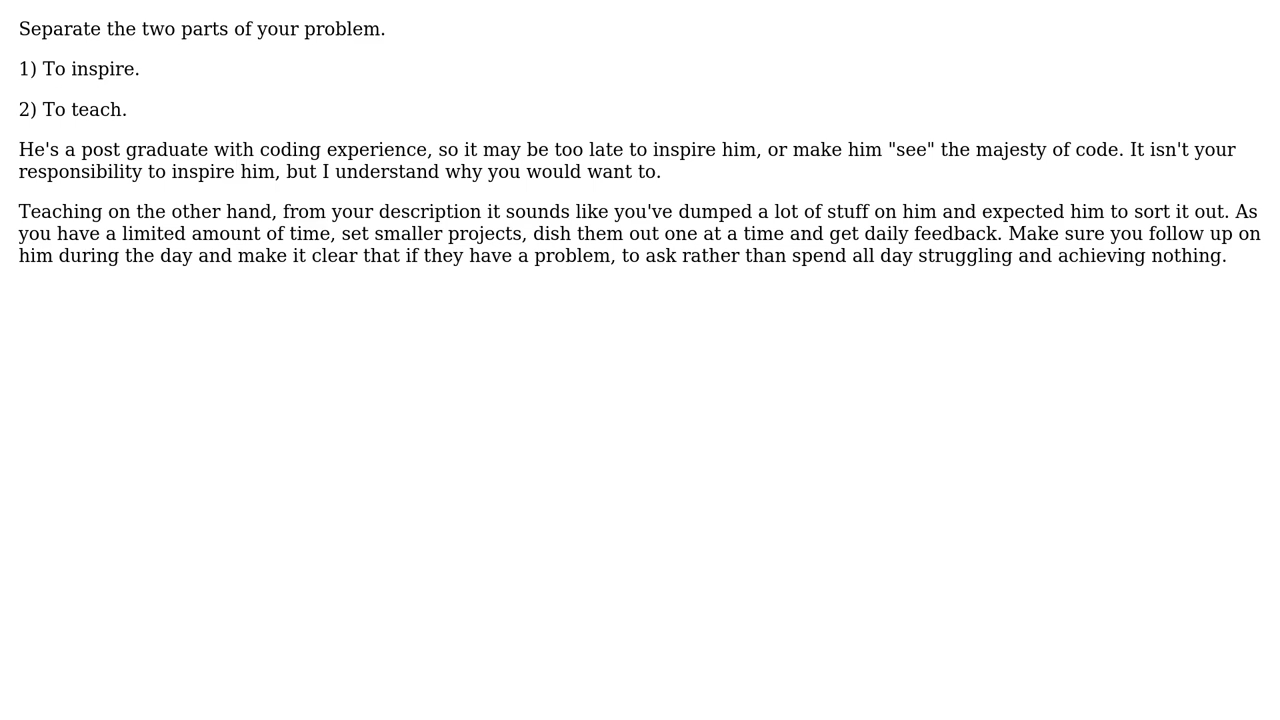 Separate the two parts of your problem.
1) To inspire.
2) To teach.
He's a post graduate with coding experience, so it may be too late to inspire him, or make him "see" the majesty of code. It isn't your
responsibility to inspire him, but I understand why you would want to.
Teaching on the other hand, from your description it sounds like you've dumped a lot of stuff on him and expected him to sort it out. As
you have a limited amount of time, set smaller projects, dish them out one at a time and get daily feedback. Make sure you follow up on
him during the day and make it clear that if they have a problem, to ask rather than spend all day struggling and achieving nothing.